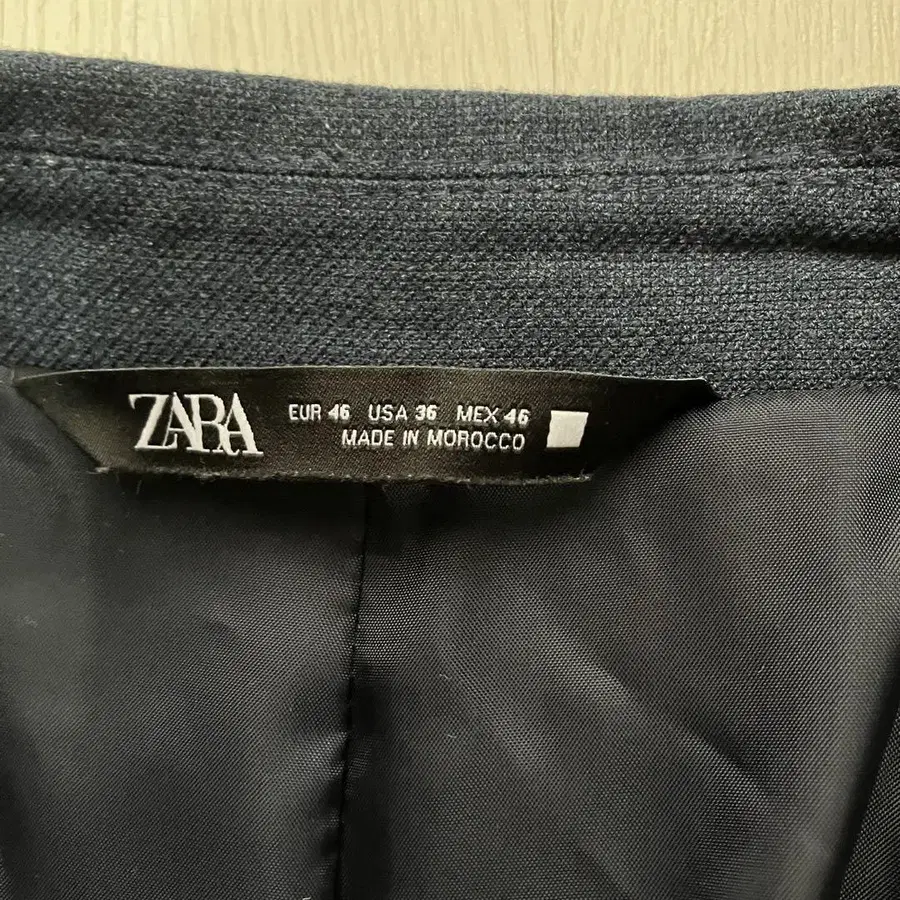 ZARA
EUR 46 USA 36 MEX 46
MADE IN MOROCCO